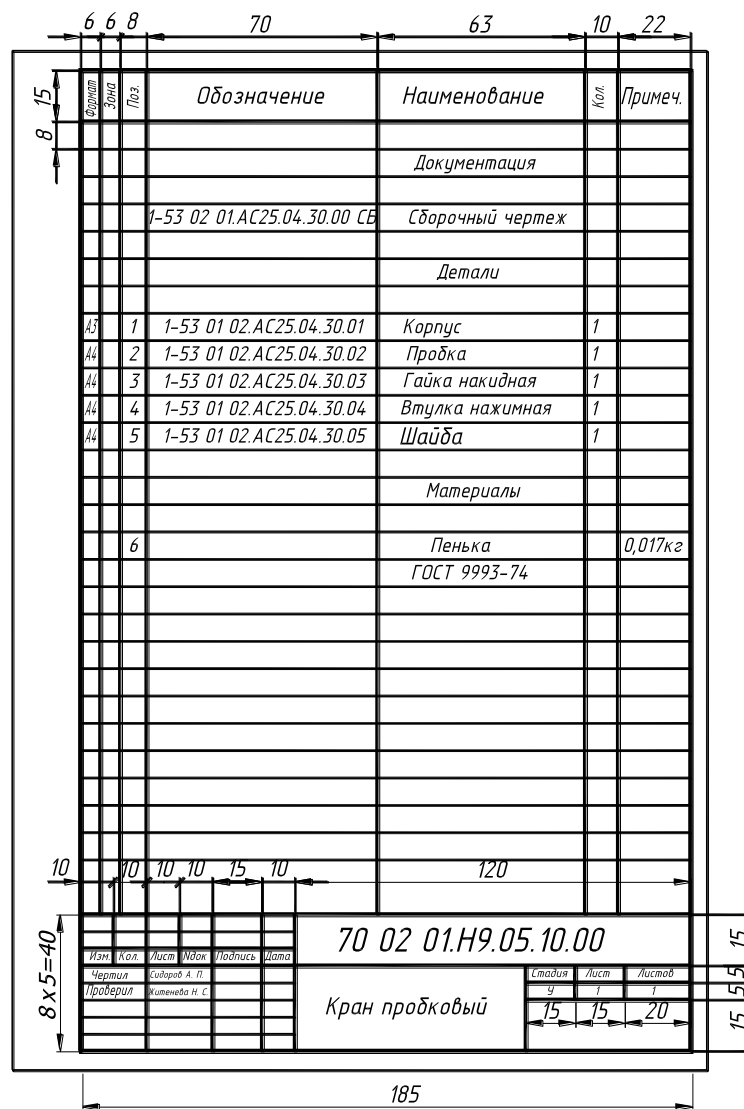 6 6 8 70 63 10 22
15
Формат Зона Поз. Обозначение Наименование Кол. Примеч.
8
Документация
1-53 02 01.АС25.04.30.00 СБ Сборочный чертеж
Детали
А3 1 1-53 01 02.АС25.04.30.01 Корпус 1
А4 2 1-53 01 02.АС25.04.30.02 Пробка 1
А4 3 1-53 01 02.АС25.04.30.03 Гайка накидная 1
А4 4 1-53 01 02.АС25.04.30.04 Втулка нажимная 1
А4 5 1-53 01 02.АС25.04.30.05 Шайба 1
Материалы
6 Пенька 0,017кг
ГОСТ 9993-74
10 10 10 10 15 10 120
8х5=40
70 02 01.Н9.05.10.00 15
Изм. Кол. Лист Nдок Подпись Дата
Чертил Сидоров А. П. Стадия Лист Листов 5
Проверил Житенева Н. С. У 1 1 5
Кран пробковый 15 15 20
15
185